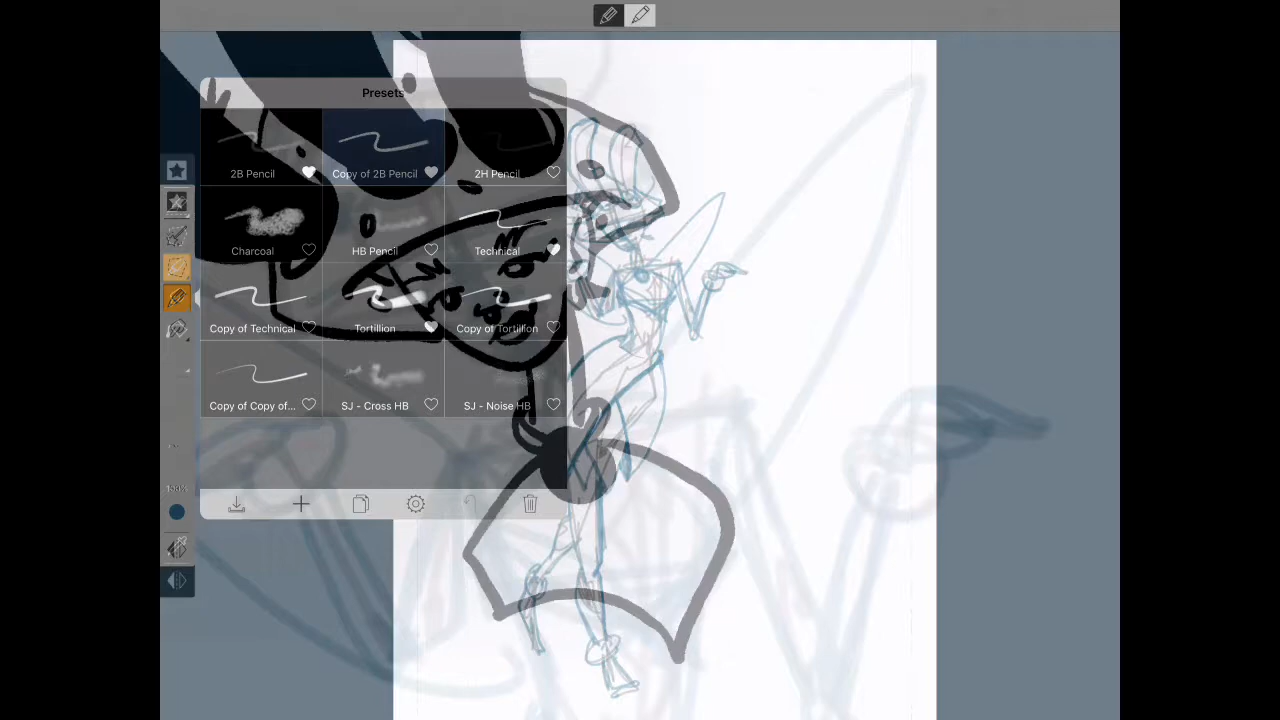 Presets
2B Pencil
Copy of 2B Pencil
2H Pencil
Charcoal
HB Pencil
Technical
Copy of Technical
Tortillion
Copy of Tortillion
Copy of Copy of...
SJ - Cross HB
SJ - Noise HB